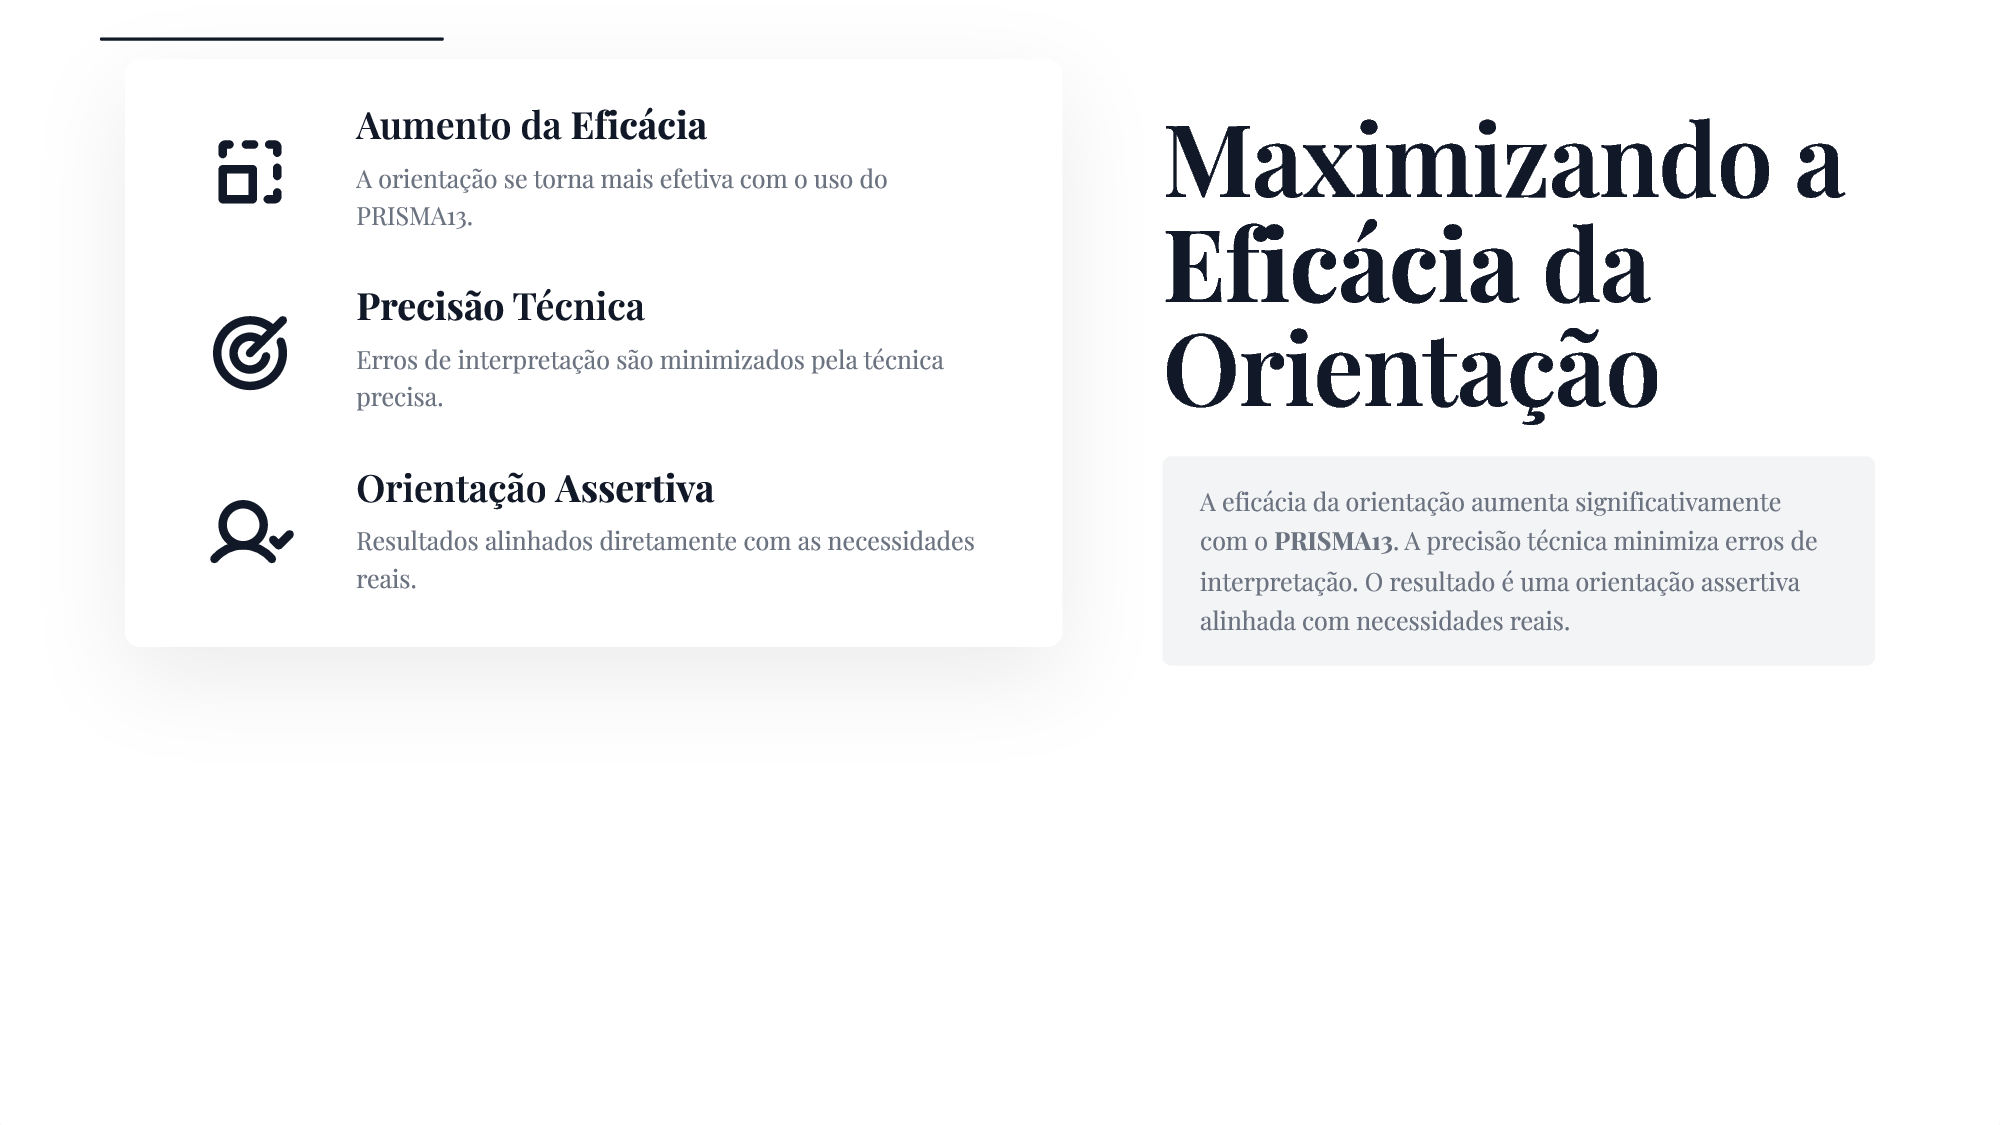 Aumento da Eficácia
A orientação se torna mais efetiva com o uso do
PRISMA13.
Precisão Técnica
Erros de interpretação são minimizados pela técnica
precisa.
Orientação Assertiva
Resultados alinhados diretamente com as necessidades
reais.
Maximizando a
Eficácia da
Orientação
A eficácia da orientação aumenta significativamente
com o PRISMA13. A precisão técnica minimiza erros de
interpretação. O resultado é uma orientação assertiva
alinhada com necessidades reais.